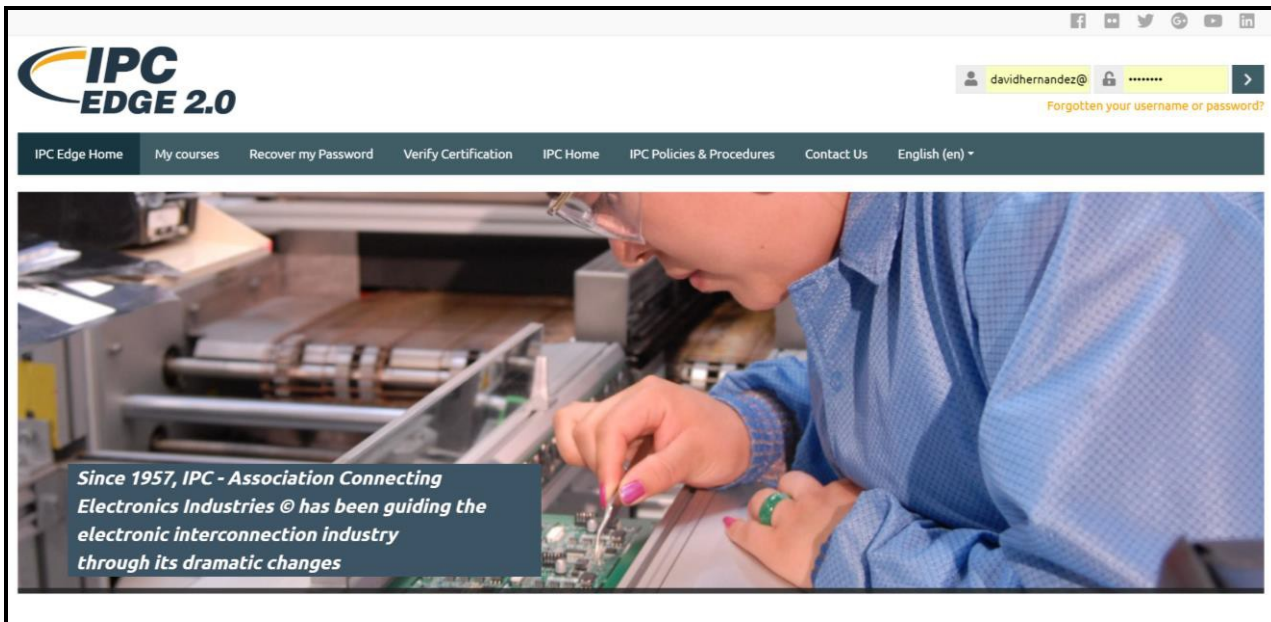 IPC
EDGE 2.0
davidhernandez@
••••••••
Forgotten your username or password?
IPC Edge Home My courses Recover my Password Verify Certification IPC Home IPC Policies & Procedures Contact Us English (en)
Since 1957, IPC - Association Connecting
Electronics Industries © has been guiding the
electronic interconnection industry
through its dramatic changes